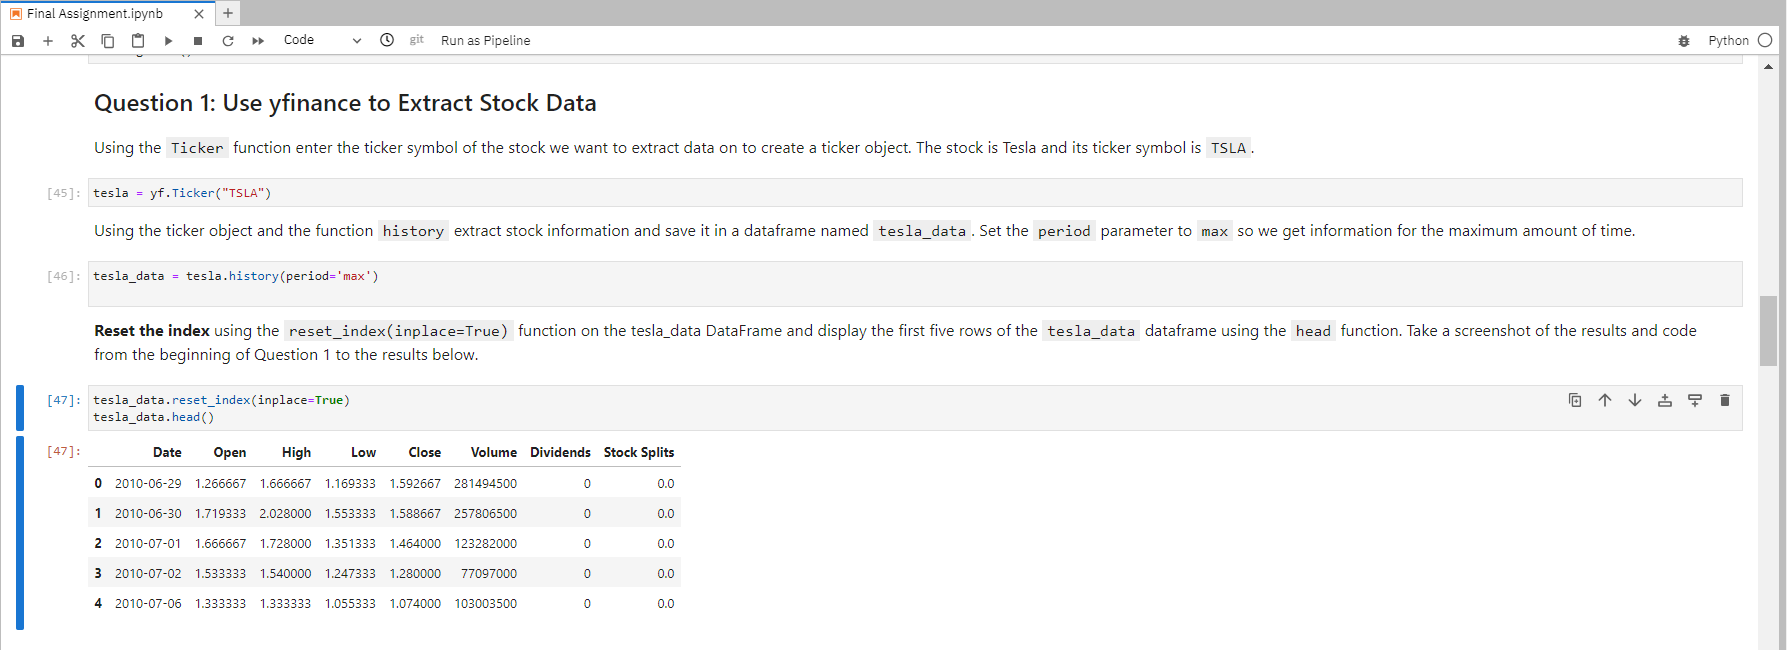 Final Assignment.ipynb
Code git Run as Pipeline Python
Question 1: Use yfinance to Extract Stock Data
Using the Ticker function enter the ticker symbol of the stock we want to extract data on to create a ticker object. The stock is Tesla and its ticker symbol is TSLA.
[45]: tesla = yf.Ticker("TSLA")
Using the ticker object and the function history extract stock information and save it in a dataframe named tesla_data. Set the period parameter to max so we get information for the maximum amount of time.
[46]: tesla_data = tesla.history(period='max')
Reset the index using the reset_index(inplace=True) function on the tesla_data DataFrame and display the first five rows of the tesla_data dataframe using the head function. Take a screenshot of the results and code
from the beginning of Question 1 to the results below.
[47]: tesla_data.reset_index(inplace=True)
tesla_data.head()
[47]: Date Open High Low Close Volume Dividends Stock Splits
0 2010-06-29 1.266667 1.666667 1.169333 1.592667 281494500 0 0.0
1 2010-06-30 1.719333 2.028000 1.553333 1.588667 257806500 0 0.0
2 2010-07-01 1.666667 1.728000 1.351333 1.464000 123282000 0 0.0
3 2010-07-02 1.533333 1.540000 1.247333 1.280000 77097000 0 0.0
4 2010-07-06 1.333333 1.333333 1.055333 1.074000 103003500 0 0.0